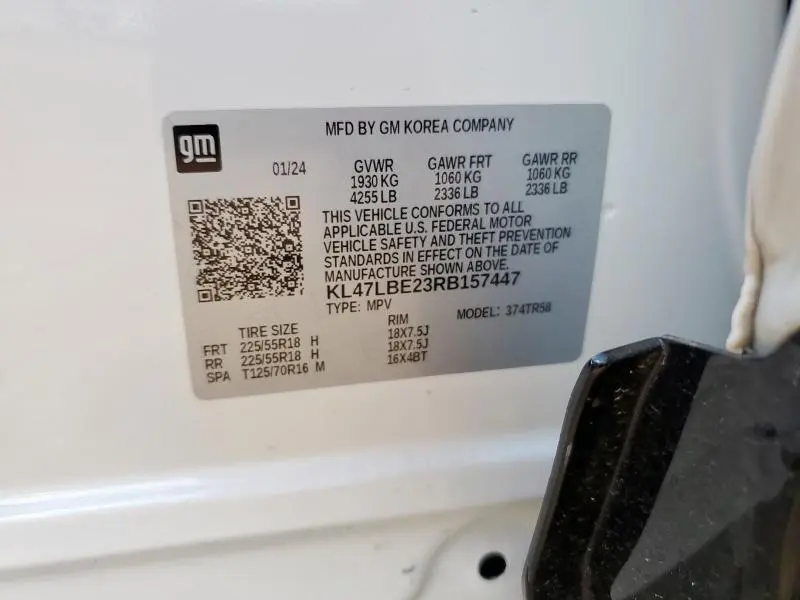 gm
MFD BY GM KOREA COMPANY
01/24 GVWR GAWR FRT GAWR RR
1930 KG 1060 KG 1060 KG
4255 LB 2336 LB 2336 LB
THIS VEHICLE CONFORMS TO ALL
APPLICABLE U.S. FEDERAL MOTOR
VEHICLE SAFETY AND THEFT PREVENTION
STANDARDS IN EFFECT ON THE DATE OF
MANUFACTURE SHOWN ABOVE.
KL47LBE23RB157447
TYPE: MPV MODEL: 374TR58
TIRE SIZE RIM
FRT 225/55R18 H 18X7.5J
RR 225/55R18 H 18X7.5J
SPA T125/70R16 M 16X4BT